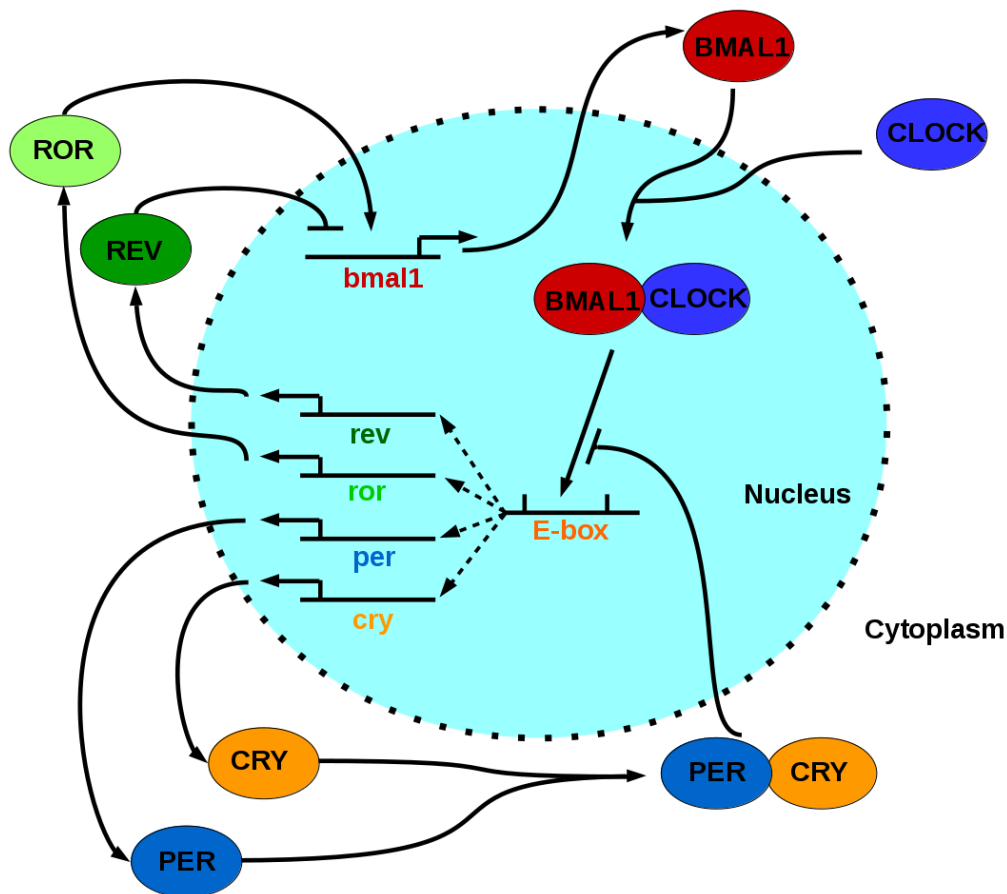 BMAL1
CLOCK
ROR
REV
bmal1
BMAL1
CLOCK
rev
ror
per
cry
E-box
Nucleus
Cytoplasm
CRY
PER
PER
CRY